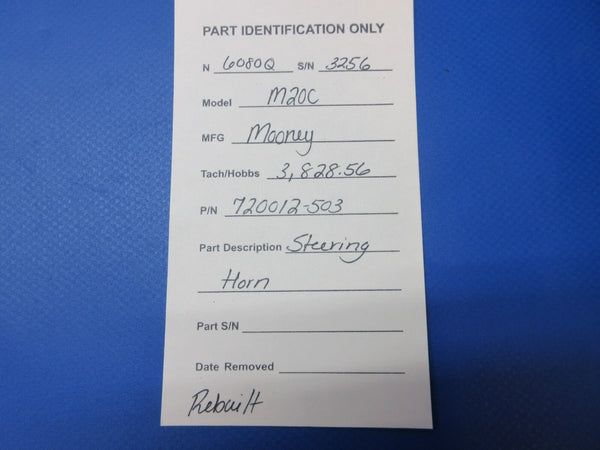 PART IDENTIFICATION ONLY
N 6080Q S/N 3256
Model M20C
MFG Mooney
Tach/Hobbs 3,828.56
P/N 720012-503
Part Description Steering
Horn
Part S/N
Date Removed
Rebuilt